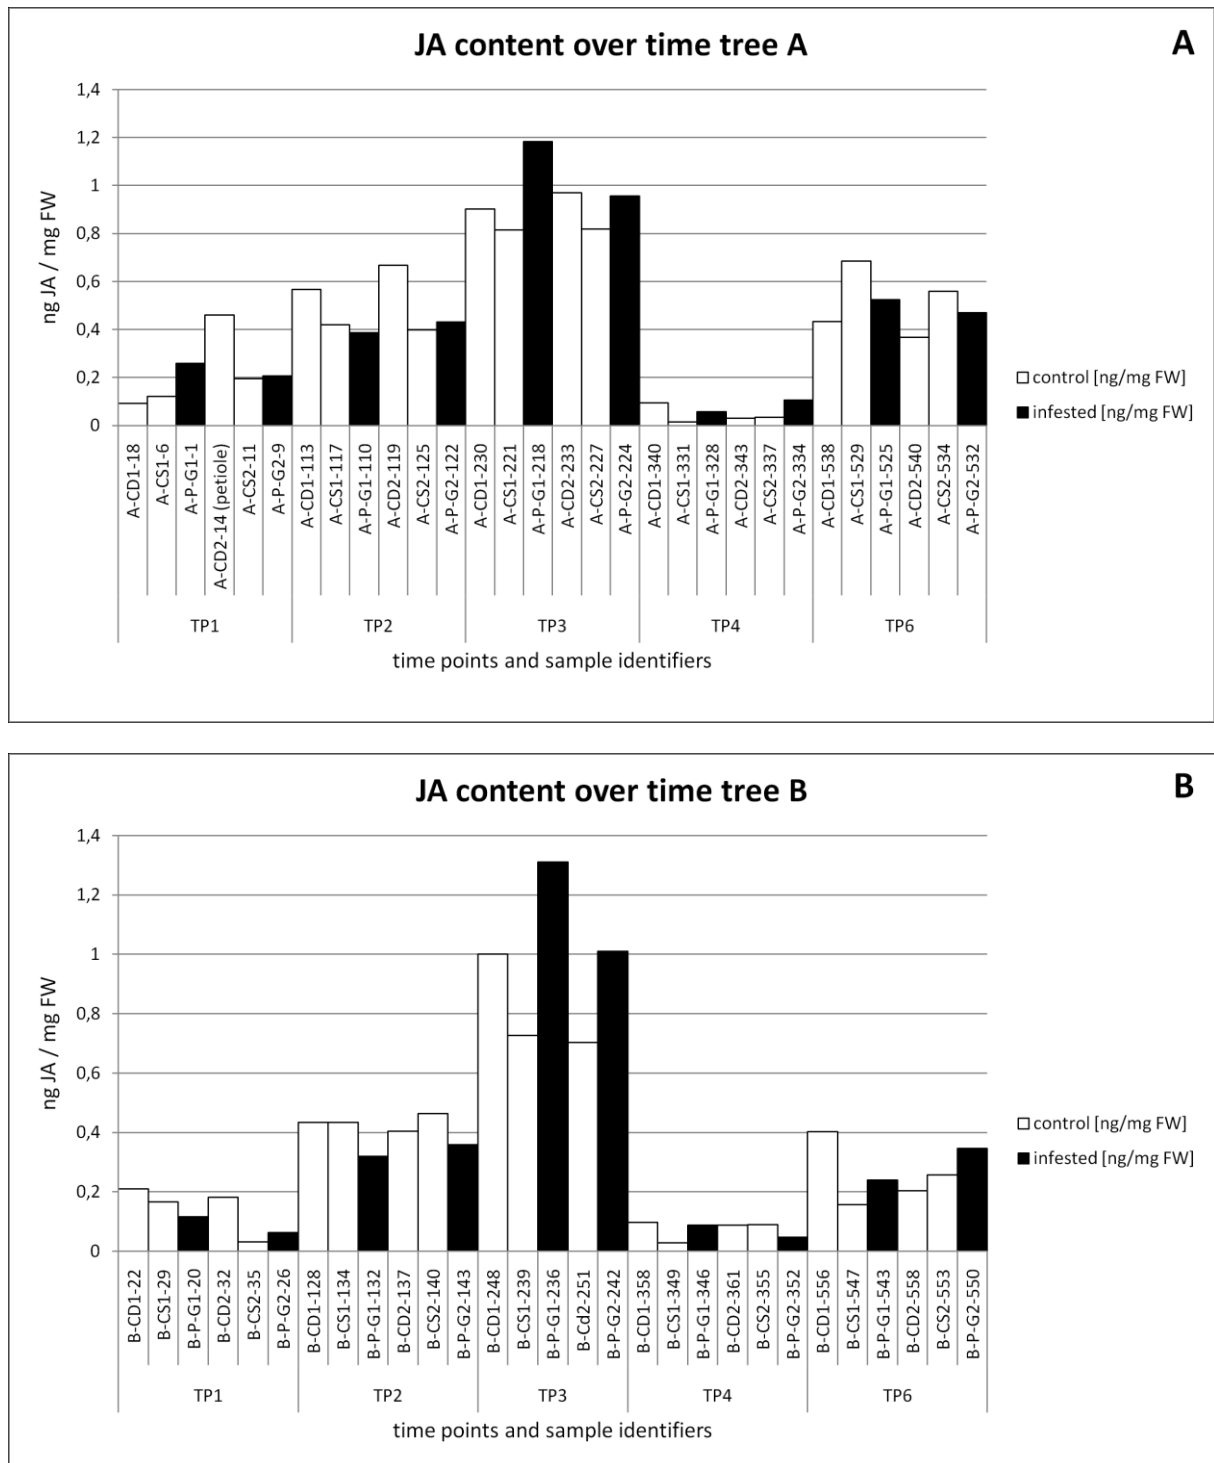 JA content over time tree A
A
1,4
1,2
1
0,8
0,6
0,4
0,2
0
ng JA / mg FW
control [ng/mg FW]
infested [ng/mg FW]
A-CD1-18
A-CS1-6
A-P-G1-1
A-CD2-14 (petiole)
A-CS2-11
A-P-G2-9
A-CD1-113
A-CS1-117
A-P-G1-110
A-CD2-119
A-CS2-125
A-P-G2-122
A-CD1-230
A-CS1-221
A-P-G1-218
A-CD2-233
A-CS2-227
A-P-G2-224
A-CD1-340
A-CS1-331
A-P-G1-328
A-CD2-343
A-CS2-337
A-P-G2-334
A-CD1-538
A-CS1-529
A-P-G1-525
A-CD2-540
A-CS2-534
A-P-G2-532
TP1 TP2 TP3 TP4 TP6
time points and sample identifiers
JA content over time tree B
B
1,4
1,2
1
0,8
0,6
0,4
0,2
0
ng JA / mg FW
control [ng/mg FW]
infested [ng/mg FW]
B-CD1-22
B-CS1-29
B-P-G1-20
B-CD2-32
B-CS2-35
B-P-G2-26
B-CD1-128
B-CS1-134
B-P-G1-132
B-CD2-137
B-CS2-140
B-P-G2-143
B-CD1-248
B-CS1-239
B-P-G1-236
B-Cd2-251
B-P-G2-242
B-CD1-358
B-CS1-349
B-P-G1-346
B-CD2-361
B-CS2-355
B-P-G2-352
B-CD1-556
B-CS1-547
B-P-G1-543
B-CD2-558
B-CS2-553
B-P-G2-550
TP1 TP2 TP3 TP4 TP6
time points and sample identifiers